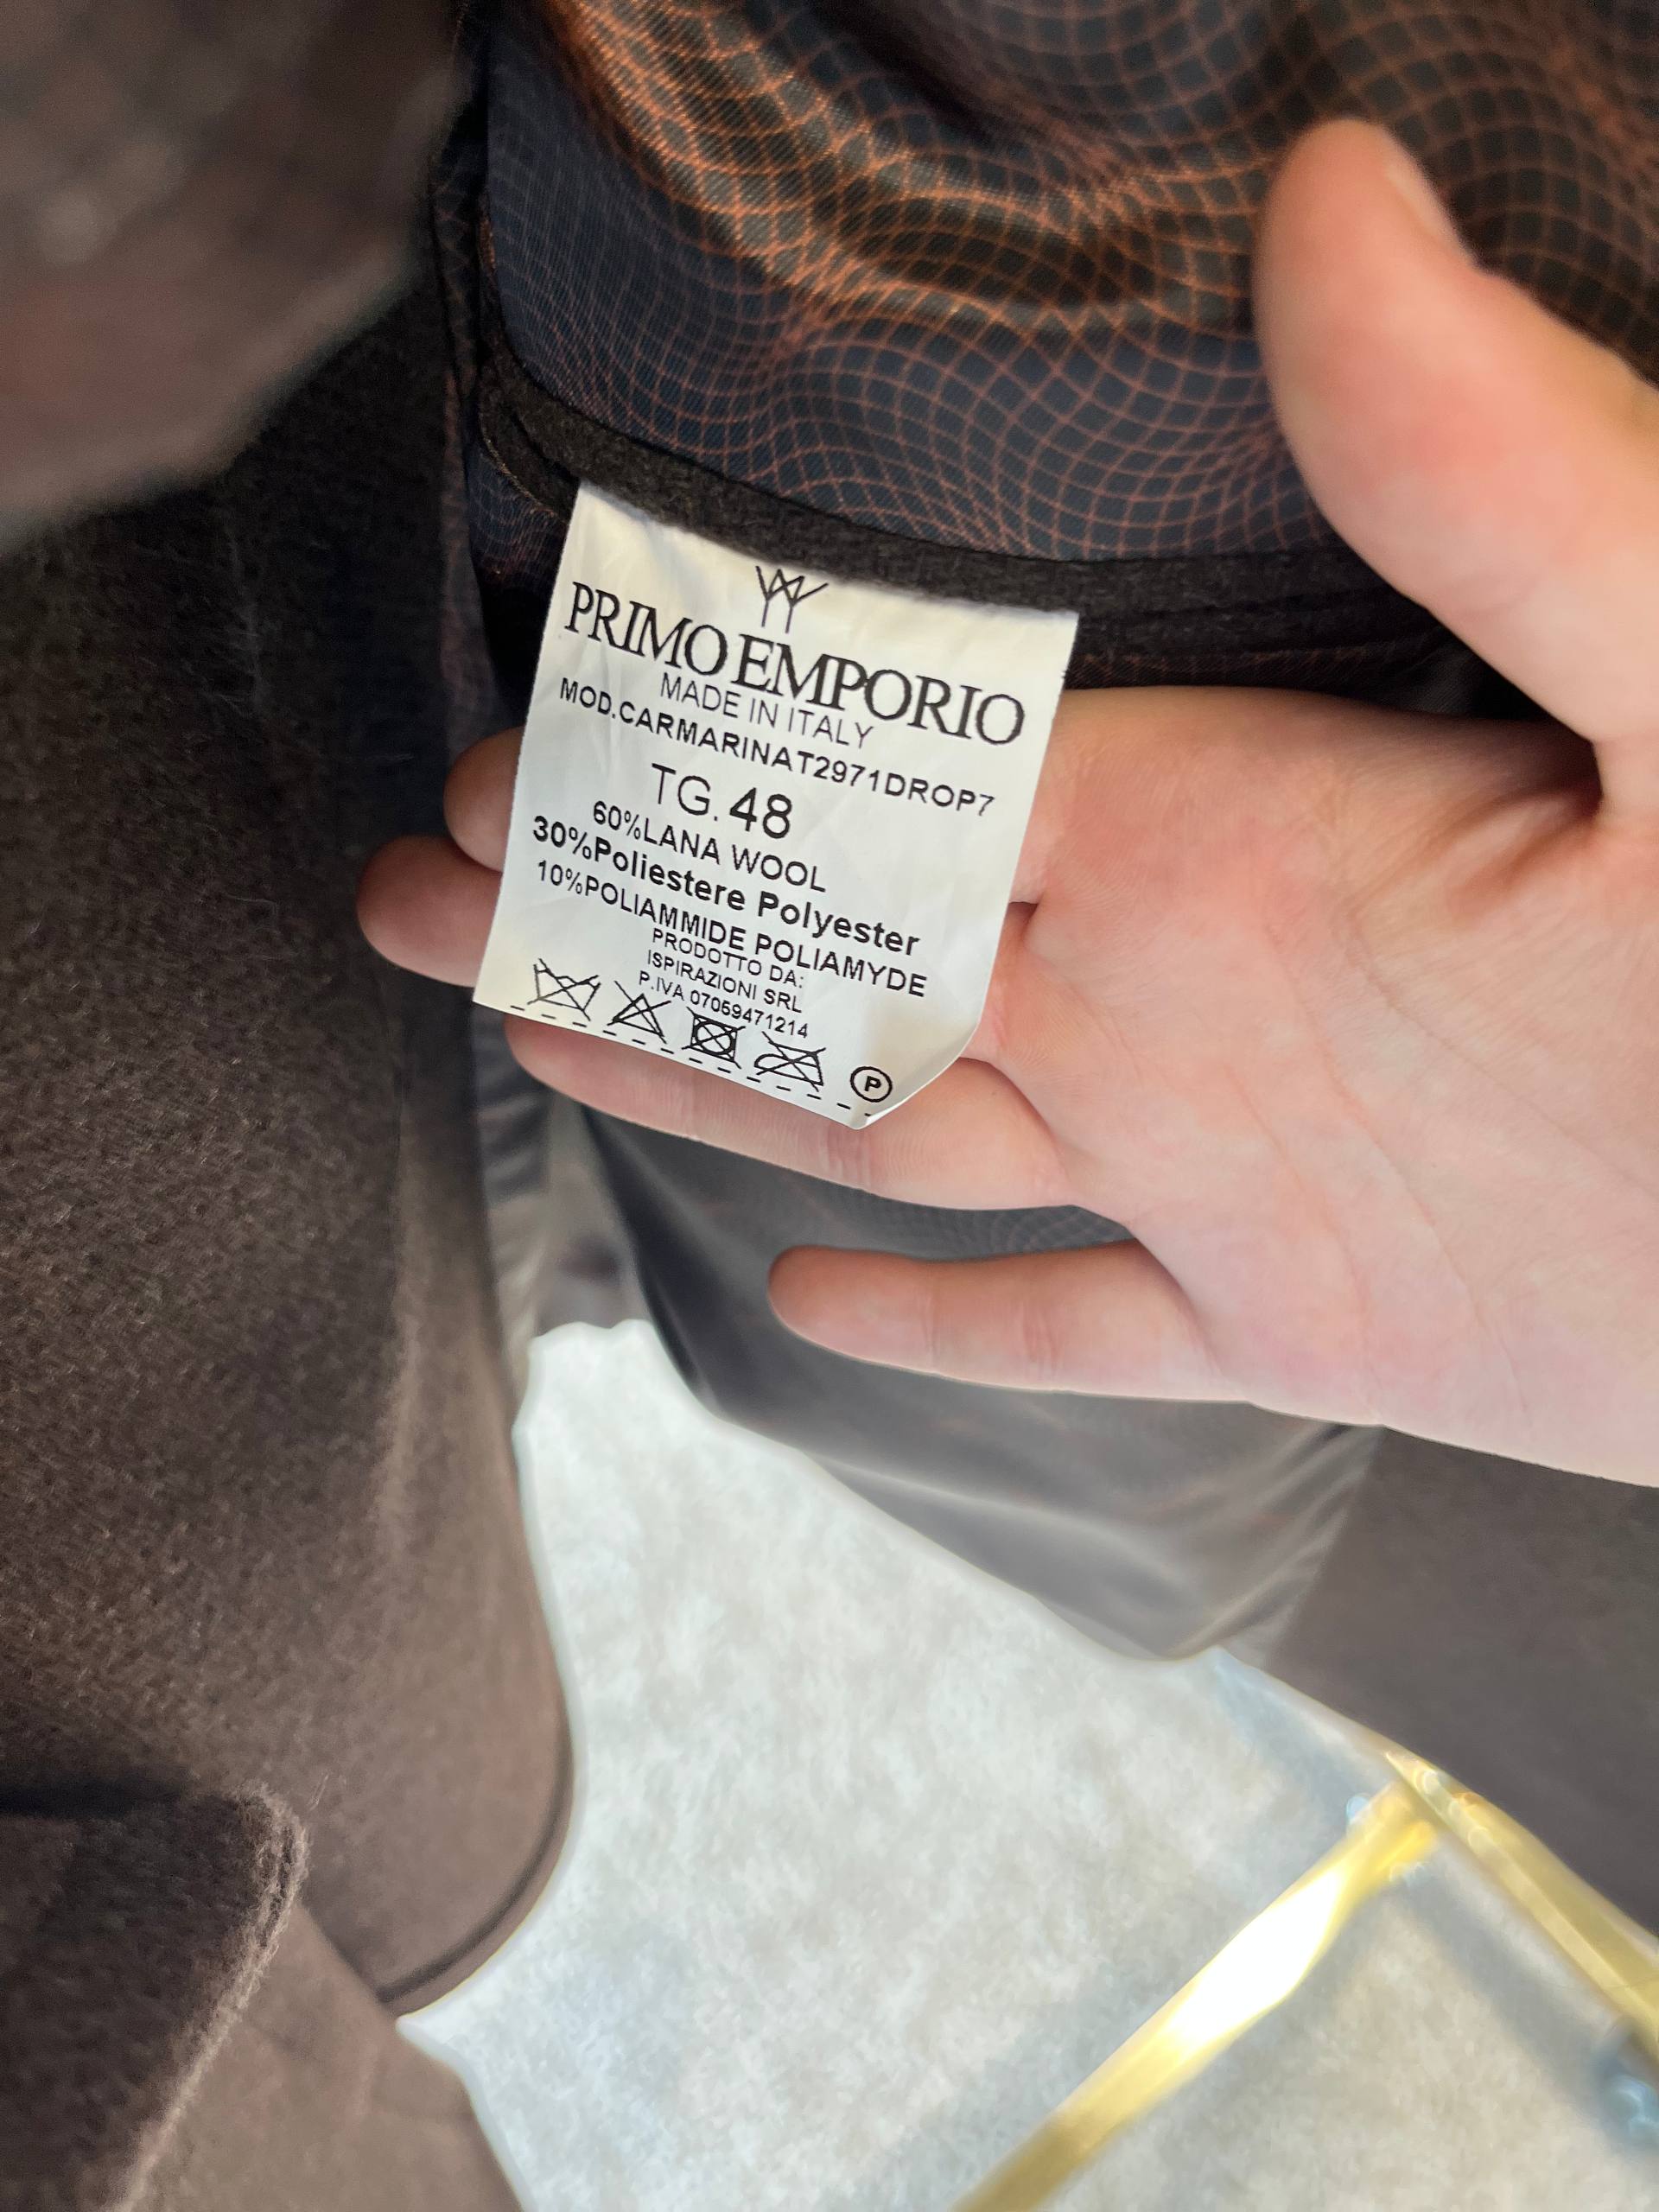 PRIMO EMPORIO
MADE IN ITALY
MOD.CARMARINAT2971DROP7
TG. 48
60%LANA WOOL
30%Poliestere Polyester
10%POLIAMMIDE POLIAMYDE
PRODOTTO DA:
ISPIRAZIONI SRL
P.IVA 07059471214
P